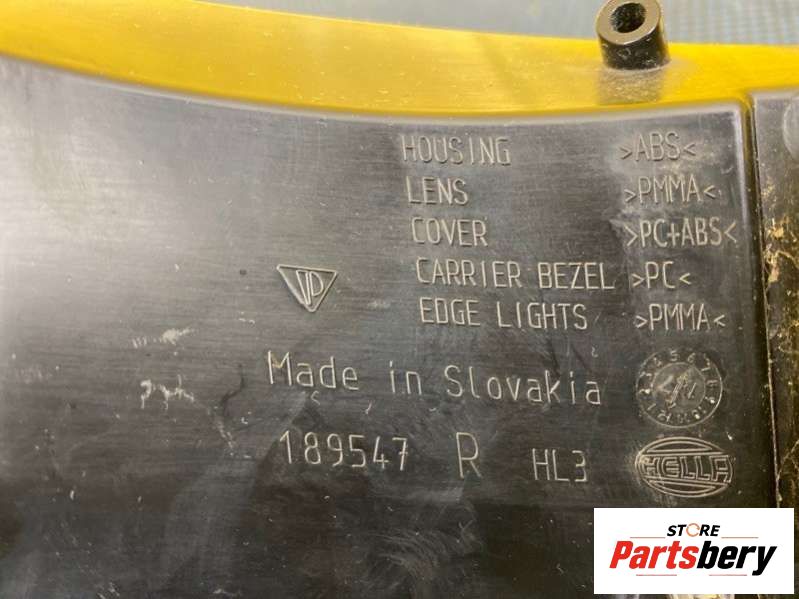 HOUSING >ABS<
LENS >PMMA<
COVER >PC+ABS<
CARRIER BEZEL >PC<
EDGE LIGHTS >PMMA<
Made in Slovakia
189547 R HL3
HELLA
STORE
Partsbery